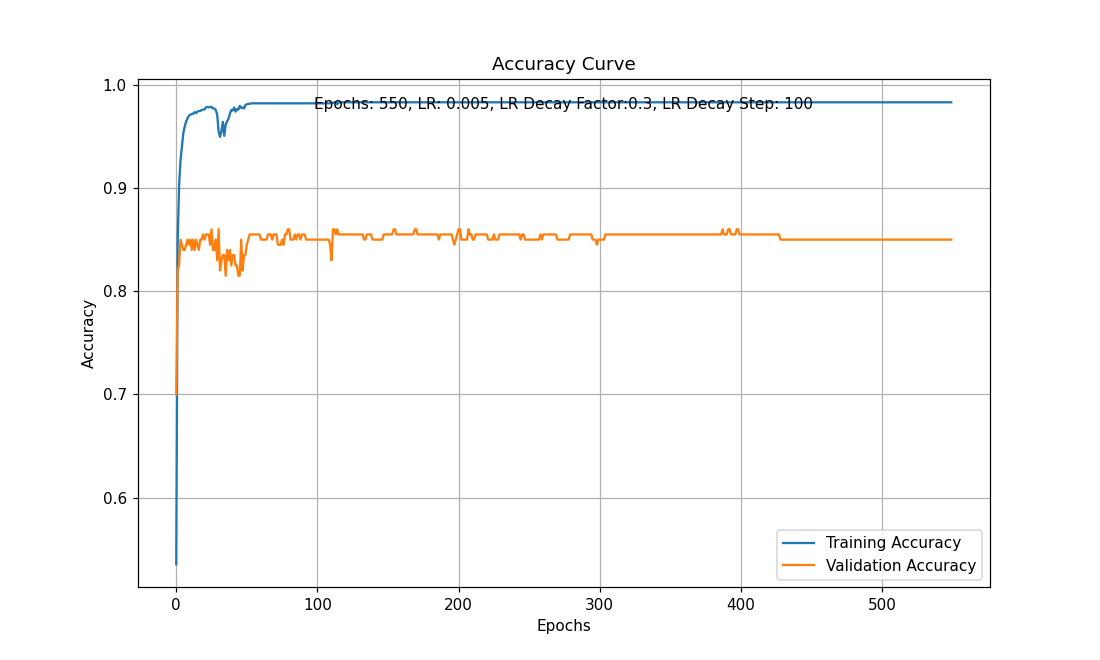 Accuracy Curve
Epochs: 550, LR: 0.005, LR Decay Factor:0.3, LR Decay Step: 100
1.0
0.9
0.8
0.7
0.6
Accuracy
0 100 200 300 400 500
Epochs
Training Accuracy
Validation Accuracy